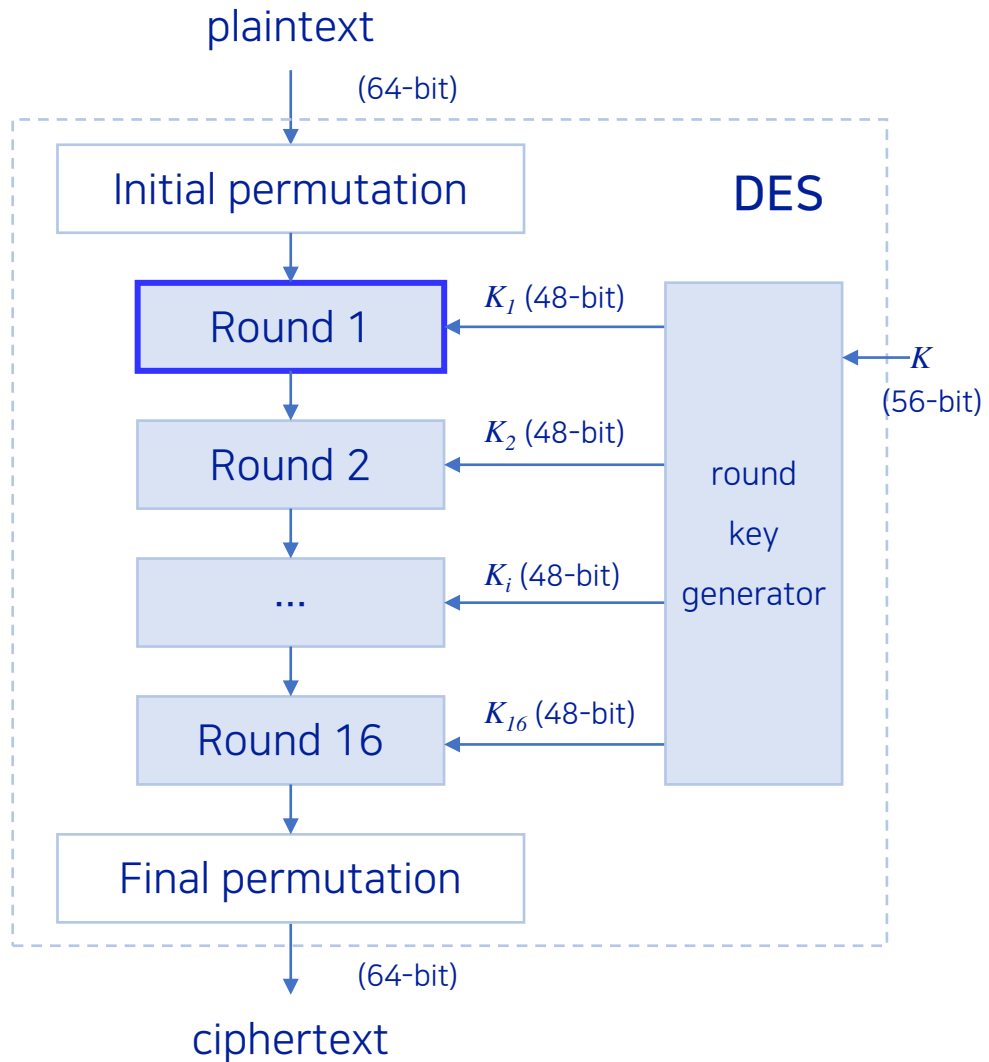 plaintext
(64-bit)
Initial permutation
DES
Round 1
K1 (48-bit)
K
(56-bit)
Round 2
K2 (48-bit)
round
key
generator
...
Ki (48-bit)
Round 16
K16 (48-bit)
Final permutation
(64-bit)
ciphertext